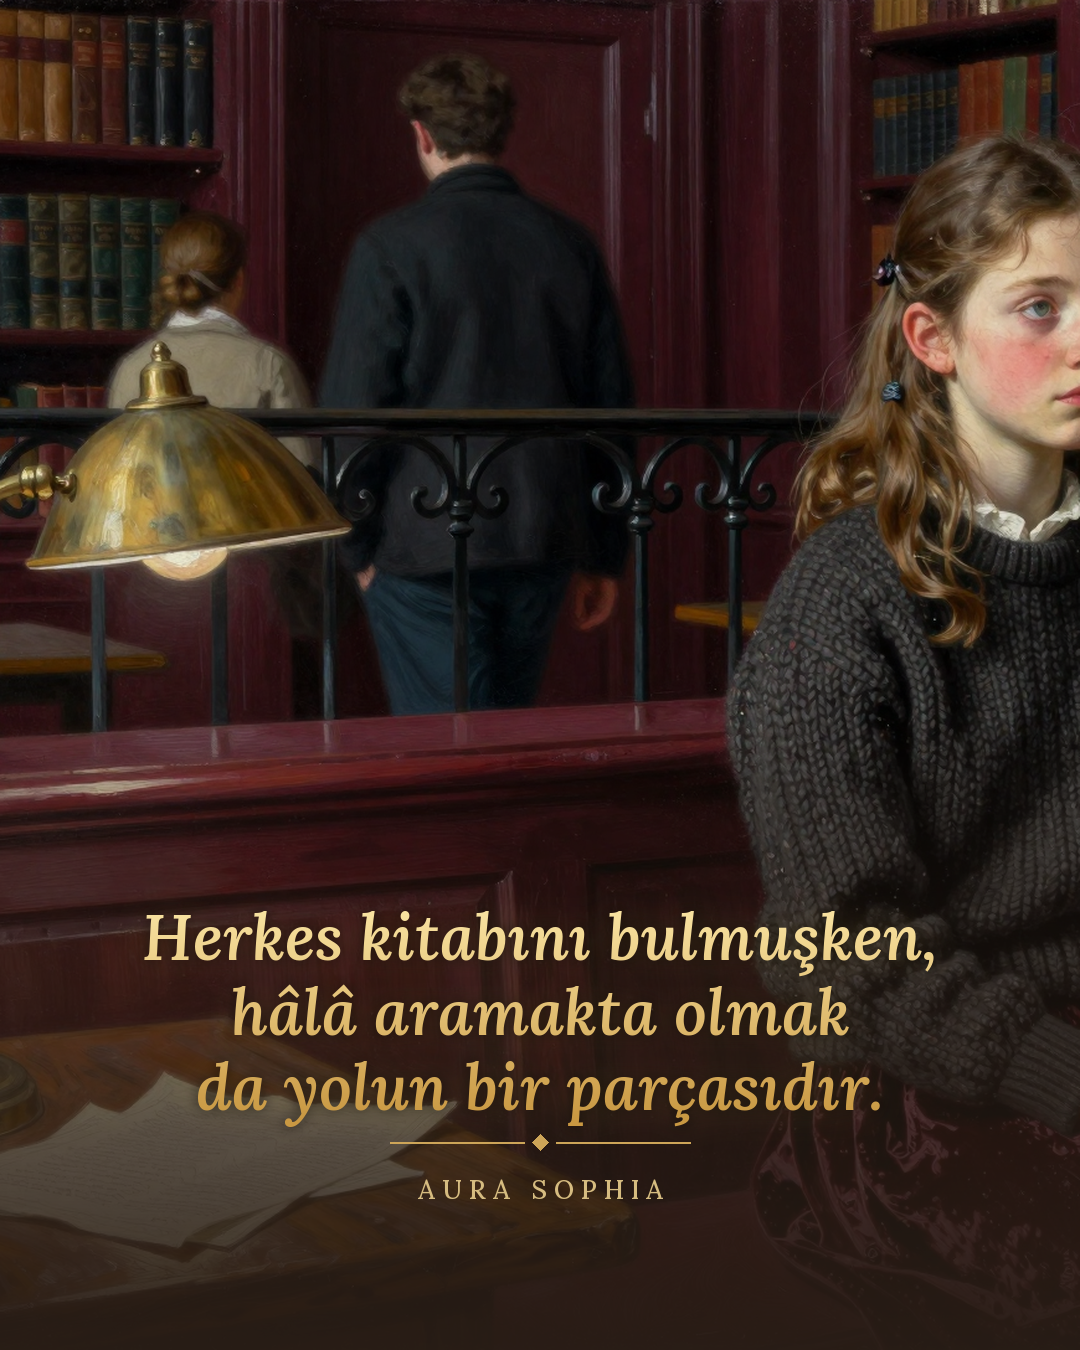 Herkes kitabını bulmuşken,
hâlâ aramakta olmak
da yolun bir parçasıdır.
AURA SOPHIA